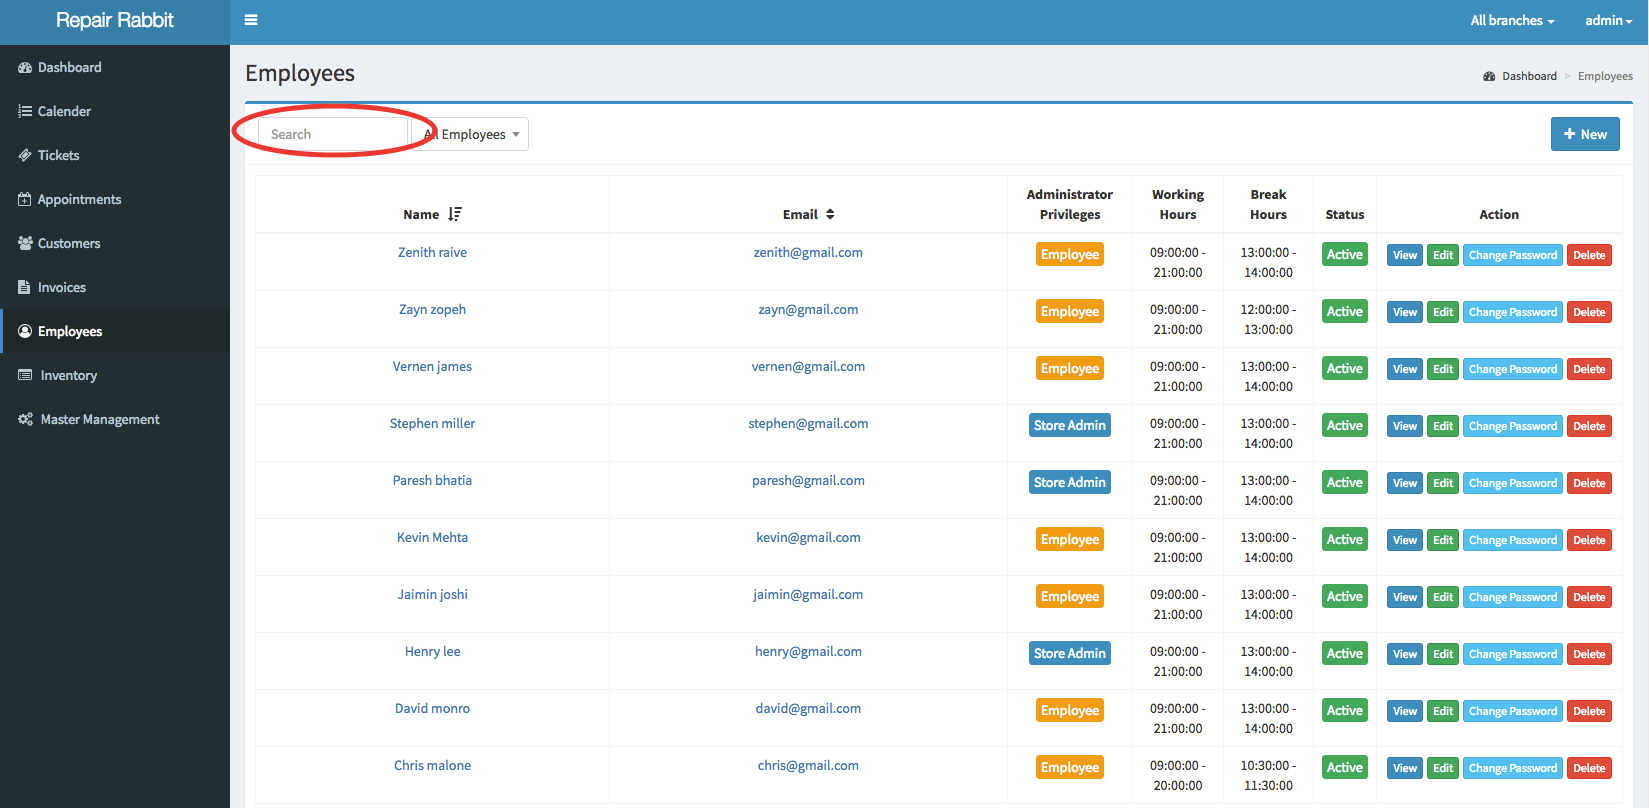 Repair Rabbit
All branches
admin
Dashboard
Calender
Tickets
Appointments
Customers
Invoices
Employees
Inventory
Master Management
Employees
Dashboard > Employees
Search
All Employees
New
Name Email Administrator Privileges Working Hours Break Hours Status Action
Zenith raive zenith@gmail.com Employee 09:00:00 - 21:00:00 13:00:00 - 14:00:00 Active View Edit Change Password Delete
Zayn zopeh zayn@gmail.com Employee 09:00:00 - 21:00:00 12:00:00 - 13:00:00 Active View Edit Change Password Delete
Vernen james vernen@gmail.com Employee 09:00:00 - 21:00:00 13:00:00 - 14:00:00 Active View Edit Change Password Delete
Stephen miller stephen@gmail.com Store Admin 09:00:00 - 21:00:00 13:00:00 - 14:00:00 Active View Edit Change Password Delete
Paresh bhatia paresh@gmail.com Store Admin 09:00:00 - 21:00:00 13:00:00 - 14:00:00 Active View Edit Change Password Delete
Kevin Mehta kevin@gmail.com Employee 09:00:00 - 21:00:00 13:00:00 - 14:00:00 Active View Edit Change Password Delete
Jaimin joshi jaimin@gmail.com Employee 09:00:00 - 21:00:00 13:00:00 - 14:00:00 Active View Edit Change Password Delete
Henry lee henry@gmail.com Store Admin 09:00:00 - 21:00:00 13:00:00 - 14:00:00 Active View Edit Change Password Delete
David monro david@gmail.com Employee 09:00:00 - 21:00:00 13:00:00 - 14:00:00 Active View Edit Change Password Delete
Chris malone chris@gmail.com Employee 09:00:00 - 20:00:00 10:30:00 - 11:30:00 Active View Edit Change Password Delete